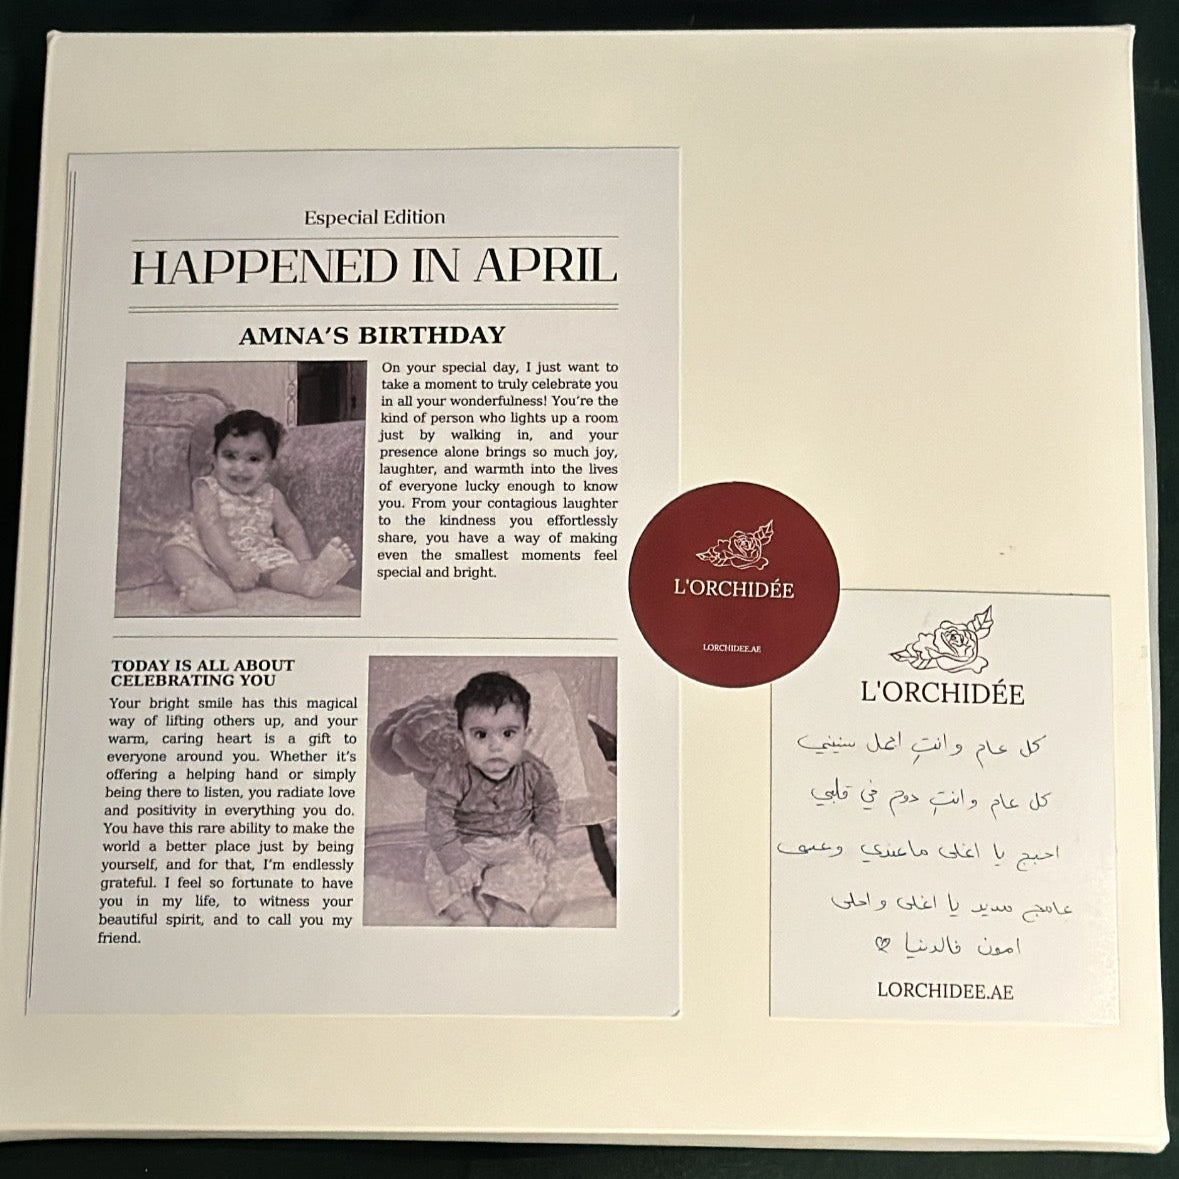 Especial Edition
HAPPENED IN APRIL
AMNA'S BIRTHDAY
On your special day, I just want to
take a moment to truly celebrate you
in all your wonderfulness! You're the
kind of person who lights up a room
just by walking in, and your
presence alone brings so much joy,
laughter, and warmth into the lives
of everyone lucky enough to know
you. From your contagious laughter
to the kindness you effortlessly
share, you have a way of making
even the smallest moments feel
special and bright.
TODAY IS ALL ABOUT
CELEBRATING YOU
Your bright smile has this magical
way of lifting others up, and your
warm, caring heart is a gift to
everyone around you. Whether it's
offering a helping hand or simply
being there to listen, you radiate love
and positivity in everything you do.
You have this rare ability to make the
world a better place just by being
yourself, and for that, I'm endlessly
grateful. I feel so fortunate to have
you in my life, to witness your
beautiful spirit, and to call you my
friend.
L'ORCHIDÉE
LORCHIDEE.AE
L'ORCHIDÉE
كل عام وانتِ اجمل سنيني
كل عام وانتِ دوم في قلبي
احبج يا اغلى ماعندي وعسى
عامج سعيد يا اغلى واحلى
امون فالدنيا ♡
LORCHIDEE.AE